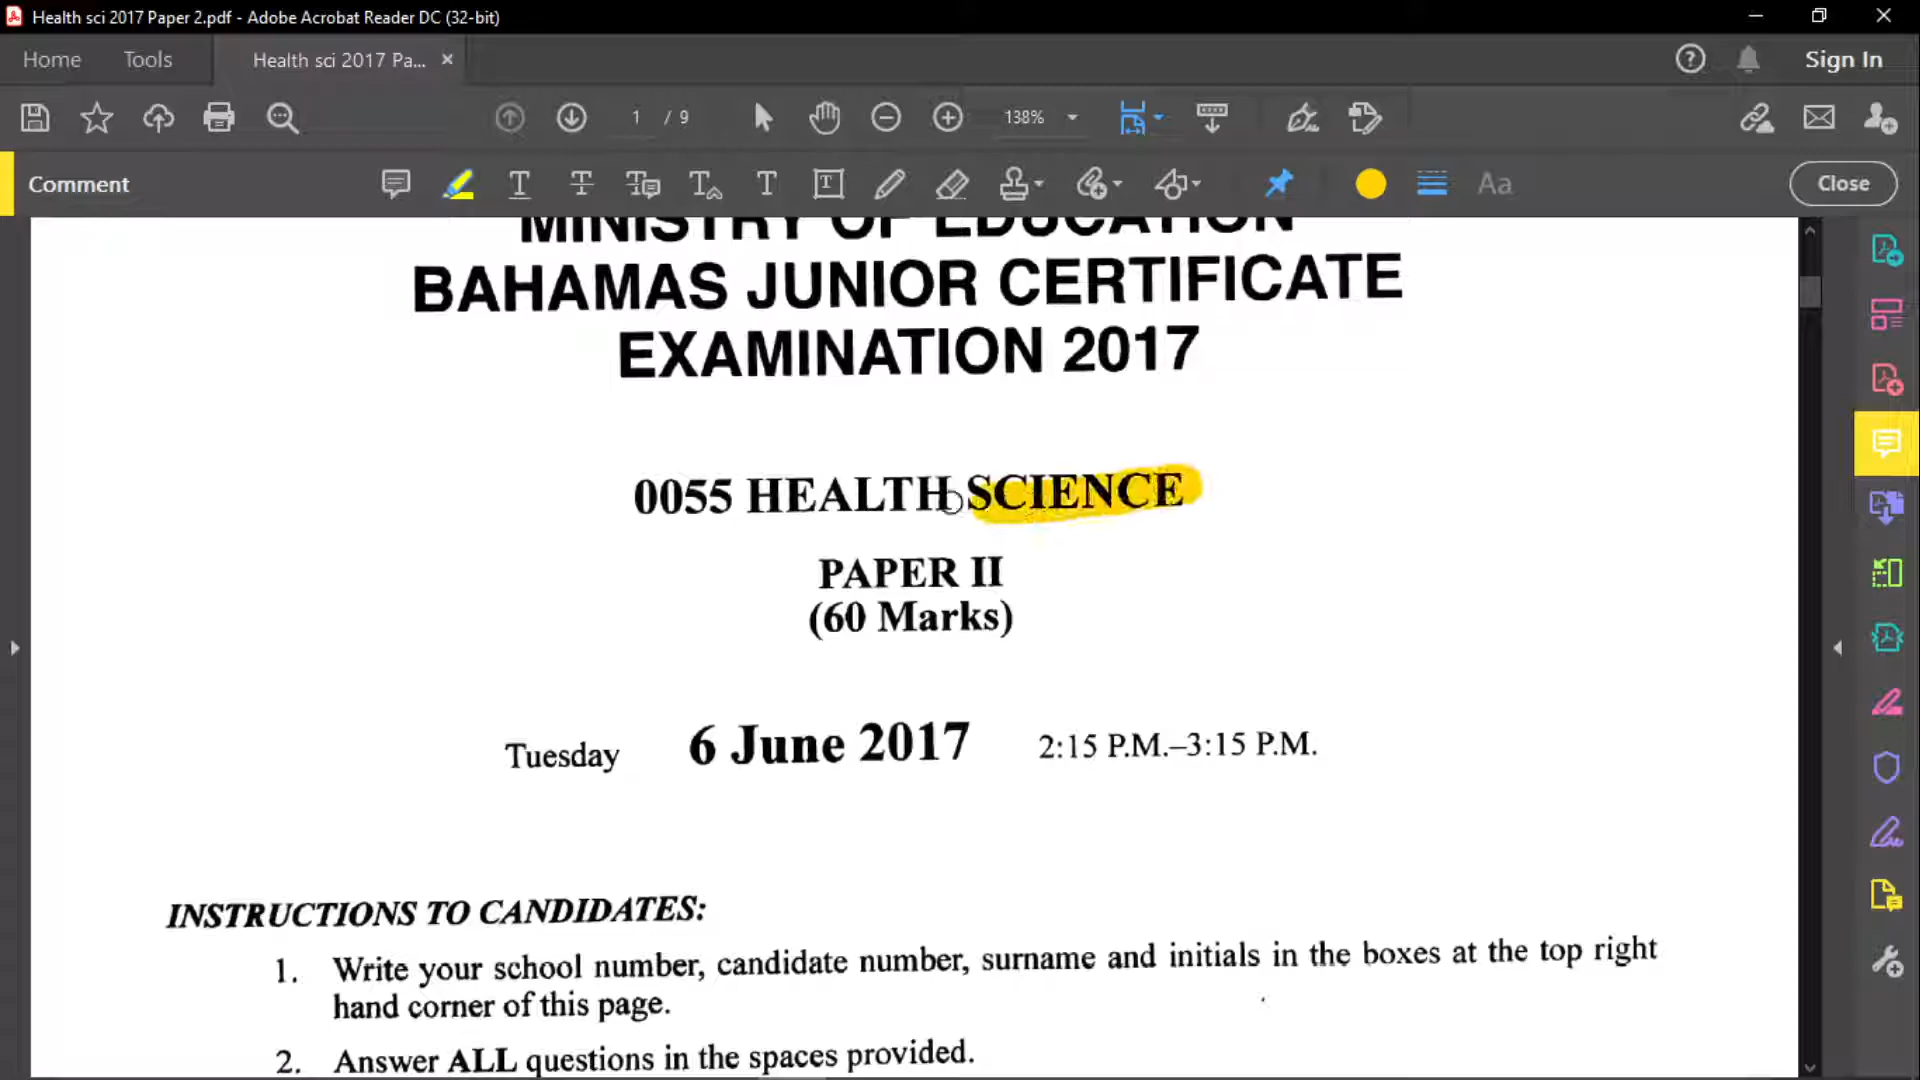 Health sci 2017 Paper 2.pdf - Adobe Acrobat Reader DC (32-bit)
Home Tools Health sci 2017 Pa... Sign In
1 / 9 138%
Comment Aa Close
MINISTRY OF EDUCATION
BAHAMAS JUNIOR CERTIFICATE
EXAMINATION 2017
0055 HEALTH SCIENCE
PAPER II
(60 Marks)
Tuesday 6 June 2017 2:15 P.M.–3:15 P.M.
INSTRUCTIONS TO CANDIDATES:
1. Write your school number, candidate number, surname and initials in the boxes at the top right
hand corner of this page.
2. Answer ALL questions in the spaces provided.